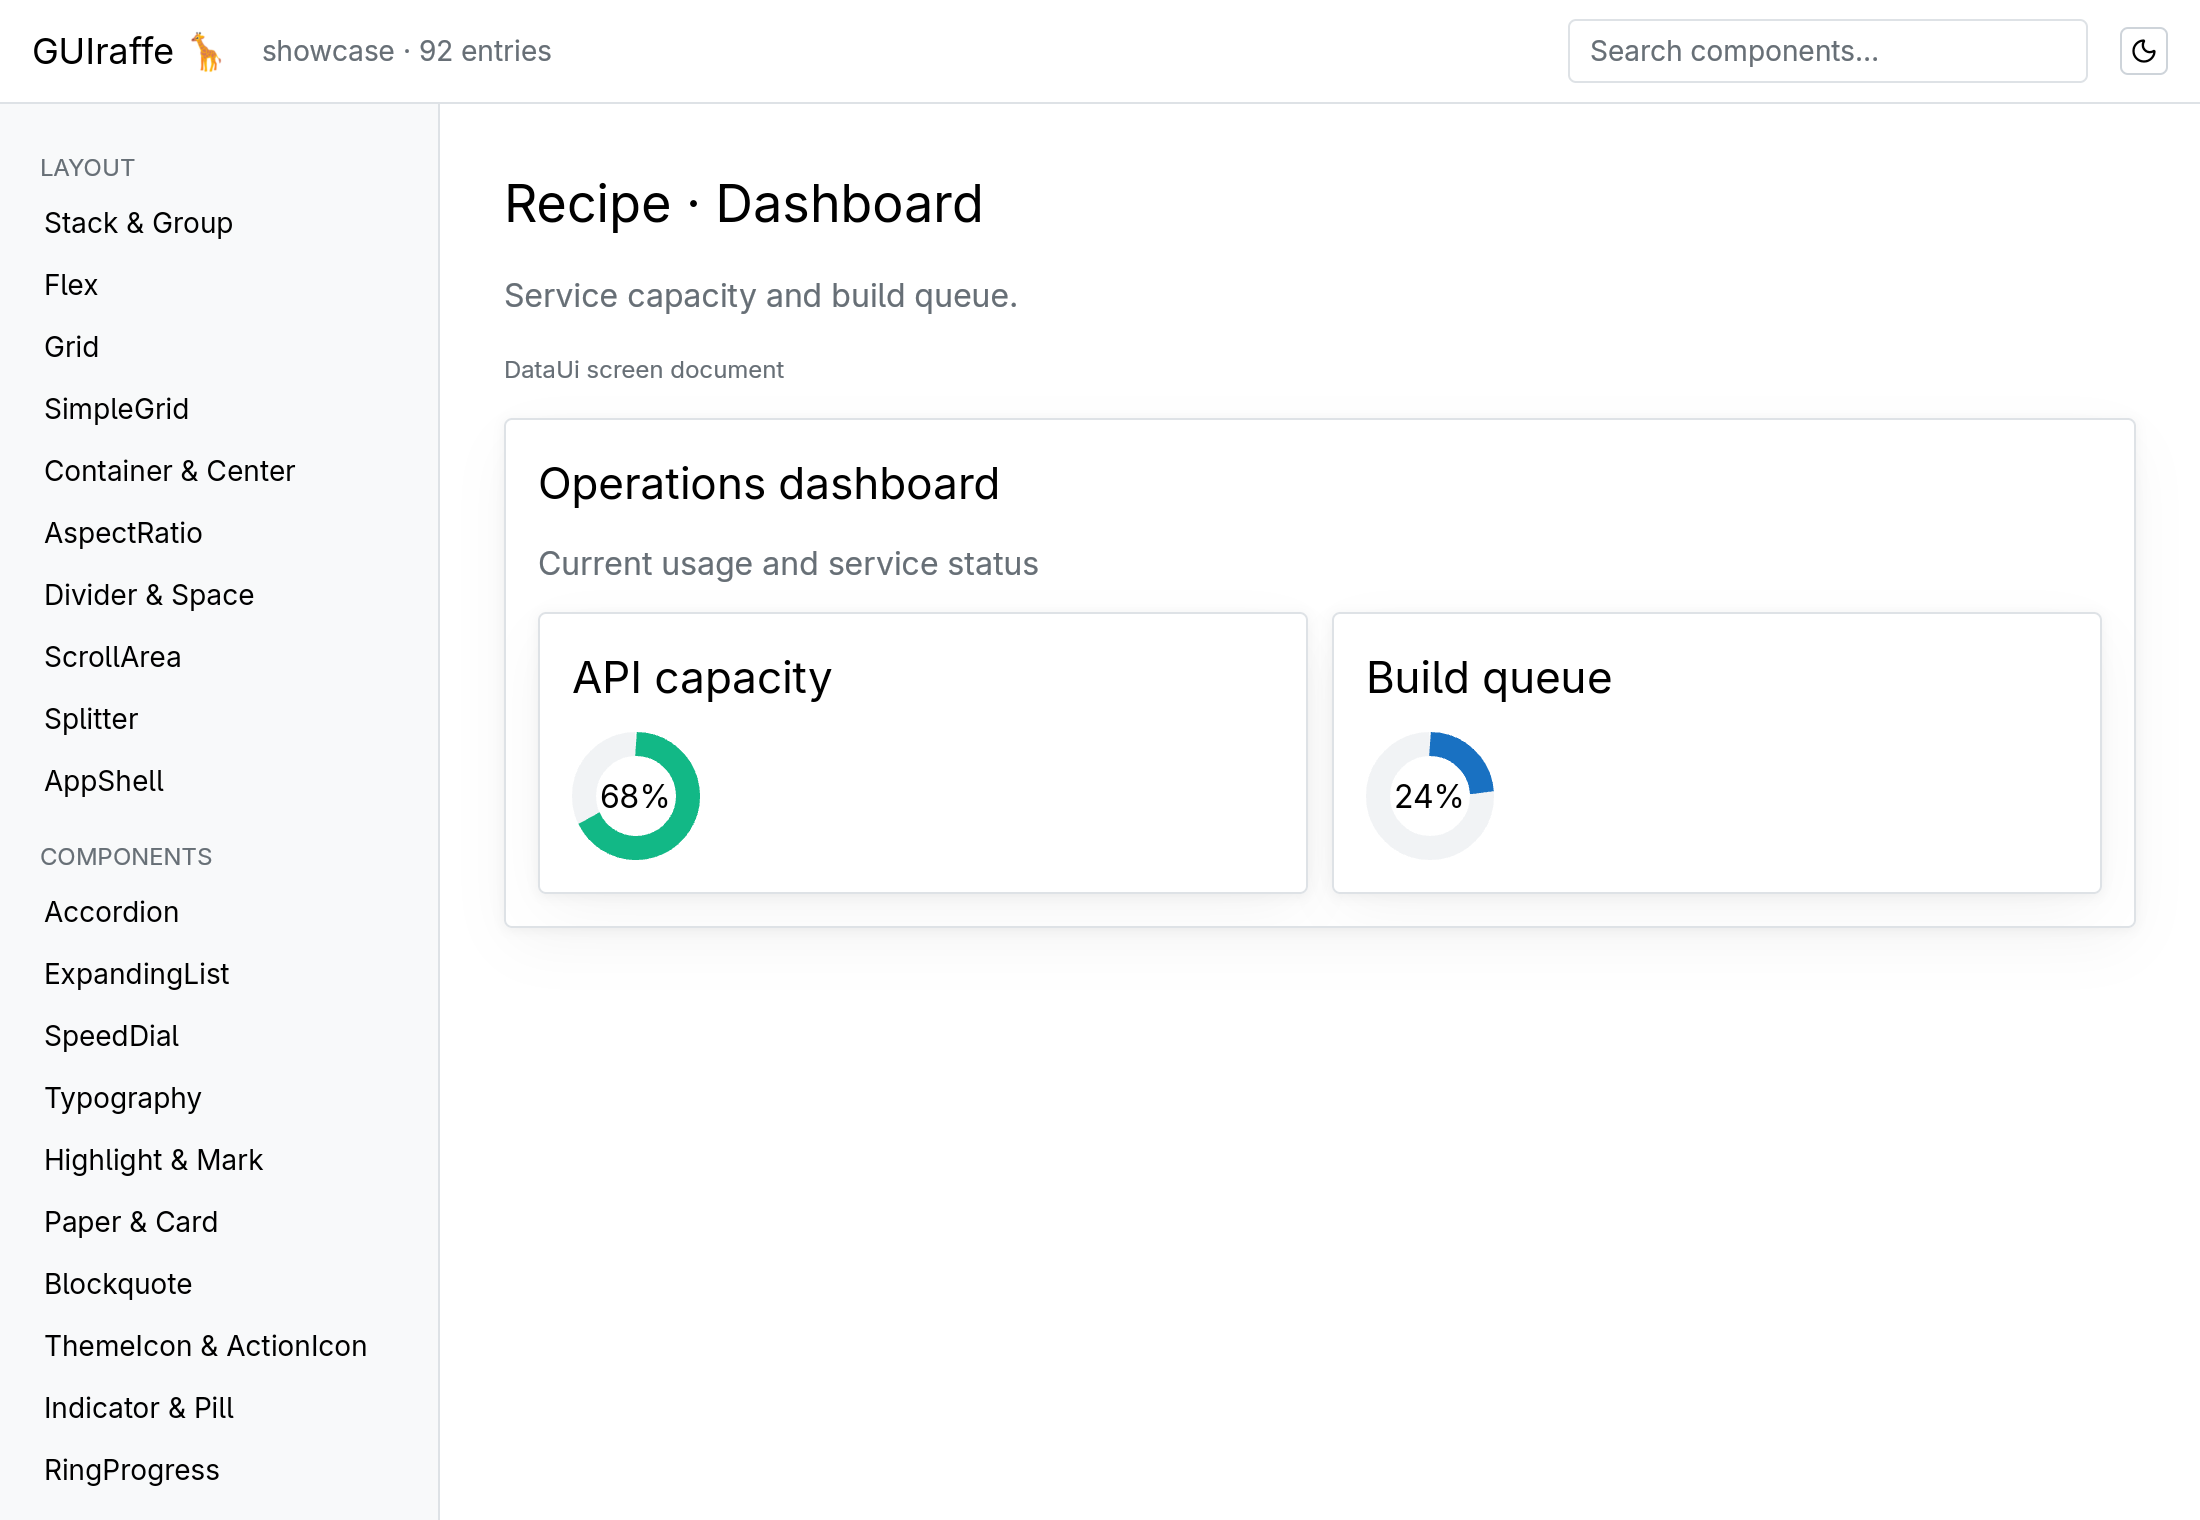 GUIraffe 🦒 showcase · 92 entries Search components...
LAYOUT
Stack & Group
Flex
Grid
SimpleGrid
Container & Center
AspectRatio
Divider & Space
ScrollArea
Splitter
AppShell
COMPONENTS
Accordion
ExpandingList
SpeedDial
Typography
Highlight & Mark
Paper & Card
Blockquote
ThemeIcon & ActionIcon
Indicator & Pill
RingProgress
Recipe · Dashboard
Service capacity and build queue.
DataUi screen document
Operations dashboard
Current usage and service status
API capacity
68%
Build queue
24%